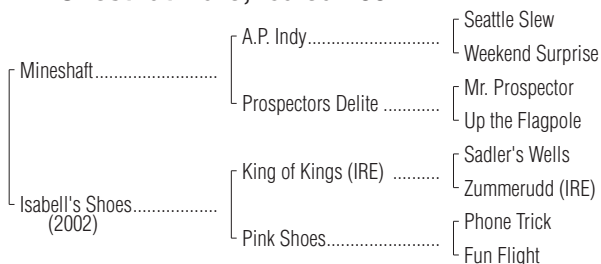 Seattle Slew
A.P. Indy
Weekend Surprise
Mineshaft
Mr. Prospector
Prospectors Delite
Up the Flagpole
Sadler's Wells
King of Kings (IRE)
Zummerudd (IRE)
Isabell's Shoes
(2002)
Phone Trick
Pink Shoes
Fun Flight